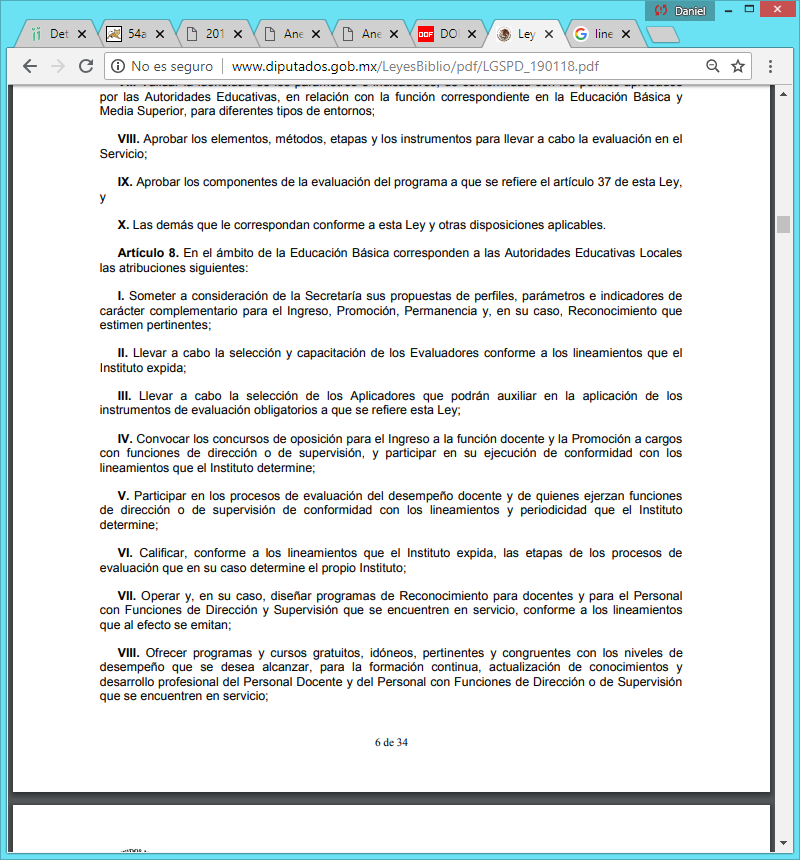 Daniel
Det
54a
201
Ane
Ane
DOF
DO
Ley
line
No es seguro
www.diputados.gob.mx/LeyesBiblio/pdf/LGSPD_190118.pdf
por las Autoridades Educativas, en relación con la función correspondiente en la Educación Básica y
Media Superior, para diferentes tipos de entornos;
VIII. Aprobar los elementos, métodos, etapas y los instrumentos para llevar a cabo la evaluación en el
Servicio;
IX. Aprobar los componentes de la evaluación del programa a que se refiere el artículo 37 de esta Ley,
y
X. Las demás que le correspondan conforme a esta Ley y otras disposiciones aplicables.
Artículo 8. En el ámbito de la Educación Básica corresponden a las Autoridades Educativas Locales
las atribuciones siguientes:
I. Someter a consideración de la Secretaría sus propuestas de perfiles, parámetros e indicadores de
carácter complementario para el Ingreso, Promoción, Permanencia y, en su caso, Reconocimiento que
estimen pertinentes;
II. Llevar a cabo la selección y capacitación de los Evaluadores conforme a los lineamientos que el
Instituto expida;
III. Llevar a cabo la selección de los Aplicadores que podrán auxiliar en la aplicación de los
instrumentos de evaluación obligatorios a que se refiere esta Ley;
IV. Convocar los concursos de oposición para el Ingreso a la función docente y la Promoción a cargos
con funciones de dirección o de supervisión, y participar en su ejecución de conformidad con los
lineamientos que el Instituto determine;
V. Participar en los procesos de evaluación del desempeño docente y de quienes ejerzan funciones
de dirección o de supervisión de conformidad con los lineamientos y periodicidad que el Instituto
determine;
VI. Calificar, conforme a los lineamientos que el Instituto expida, las etapas de los procesos de
evaluación que en su caso determine el propio Instituto;
VII. Operar y, en su caso, diseñar programas de Reconocimiento para docentes y para el Personal
con Funciones de Dirección y Supervisión que se encuentren en servicio, conforme a los lineamientos
que al efecto se emitan;
VIII. Ofrecer programas y cursos gratuitos, idóneos, pertinentes y congruentes con los niveles de
desempeño que se desea alcanzar, para la formación continua, actualización de conocimientos y
desarrollo profesional del Personal Docente y del Personal con Funciones de Dirección o de Supervisión
que se encuentren en servicio;
6 de 34